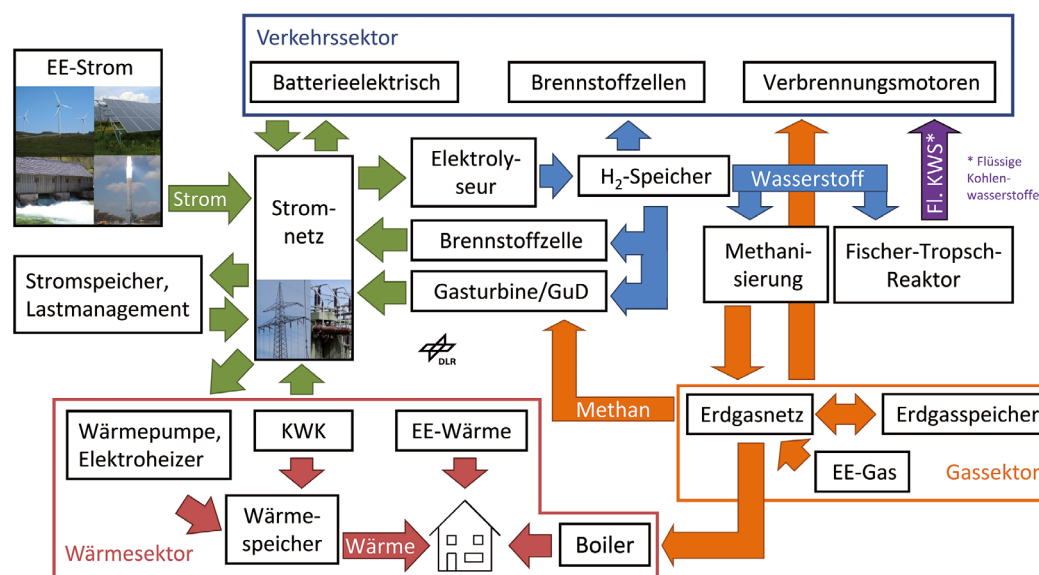 Verkehrssektor
EE-Strom
Batterieelektrisch
Brennstoffzellen
Verbrennungsmotoren
Strom
Strom-
netz
Elektroly-
seur
H₂-Speicher
Wasserstoff
Fl. KWS*
* Flüssige
Kohlen-
wasserstoffe
Brennstoffzelle
Methani-
sierung
Fischer-Tropsch-
Reaktor
Stromspeicher,
Lastmanagement
Gasturbine/GuD
DLR
Methan
Erdgasnetz
Erdgasspeicher
EE-Gas
Gassektor
Wärmepumpe,
Elektroheizer
KWK
EE-Wärme
Wärme-
speicher
Wärme
Boiler
Wärmesektor